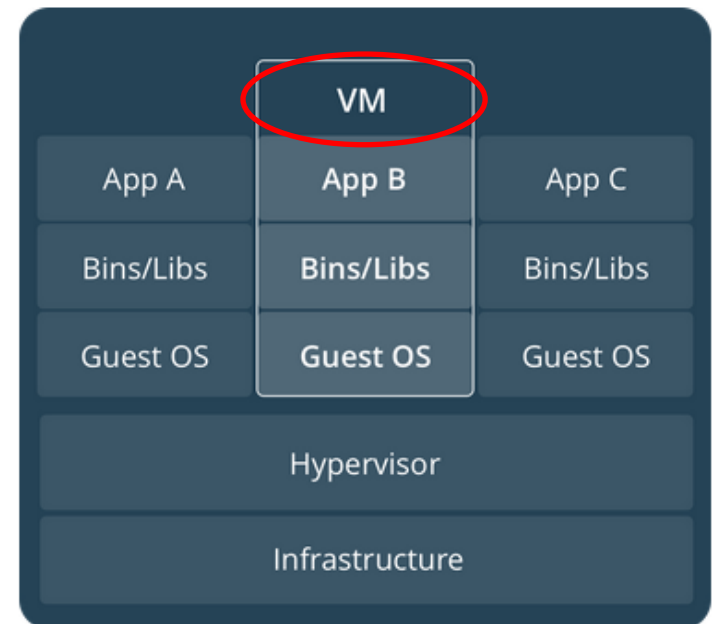 VM
App A App B App C
Bins/Libs Bins/Libs Bins/Libs
Guest OS Guest OS Guest OS
Hypervisor
Infrastructure